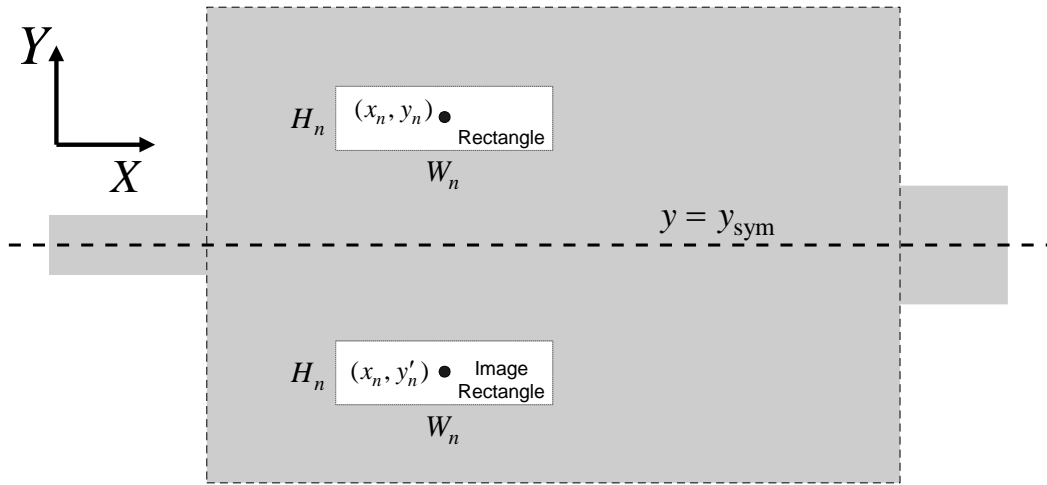 Y
X
H_n
(x_n, y_n)
Rectangle
W_n
y = y_sym
H_n
(x_n, y'_n)
Image
Rectangle
W_n